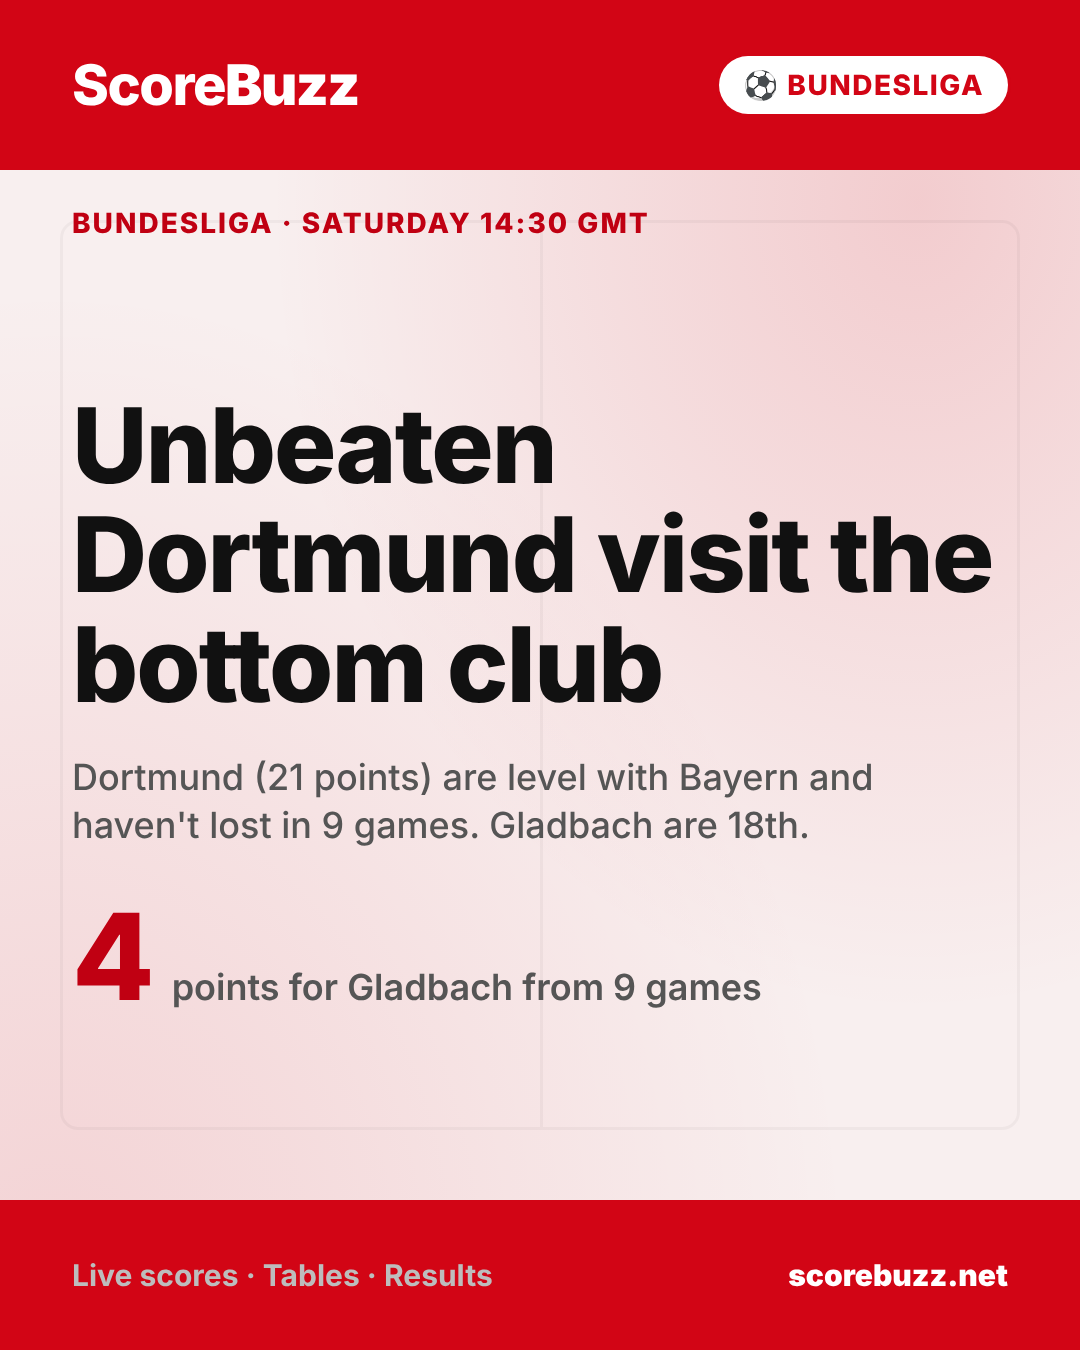 ScoreBuzz
⚽ BUNDESLIGA
BUNDESLIGA · SATURDAY 14:30 GMT
Unbeaten
Dortmund visit the
bottom club
Dortmund (21 points) are level with Bayern and
haven't lost in 9 games. Gladbach are 18th.
4 points for Gladbach from 9 games
Live scores · Tables · Results
scorebuzz.net